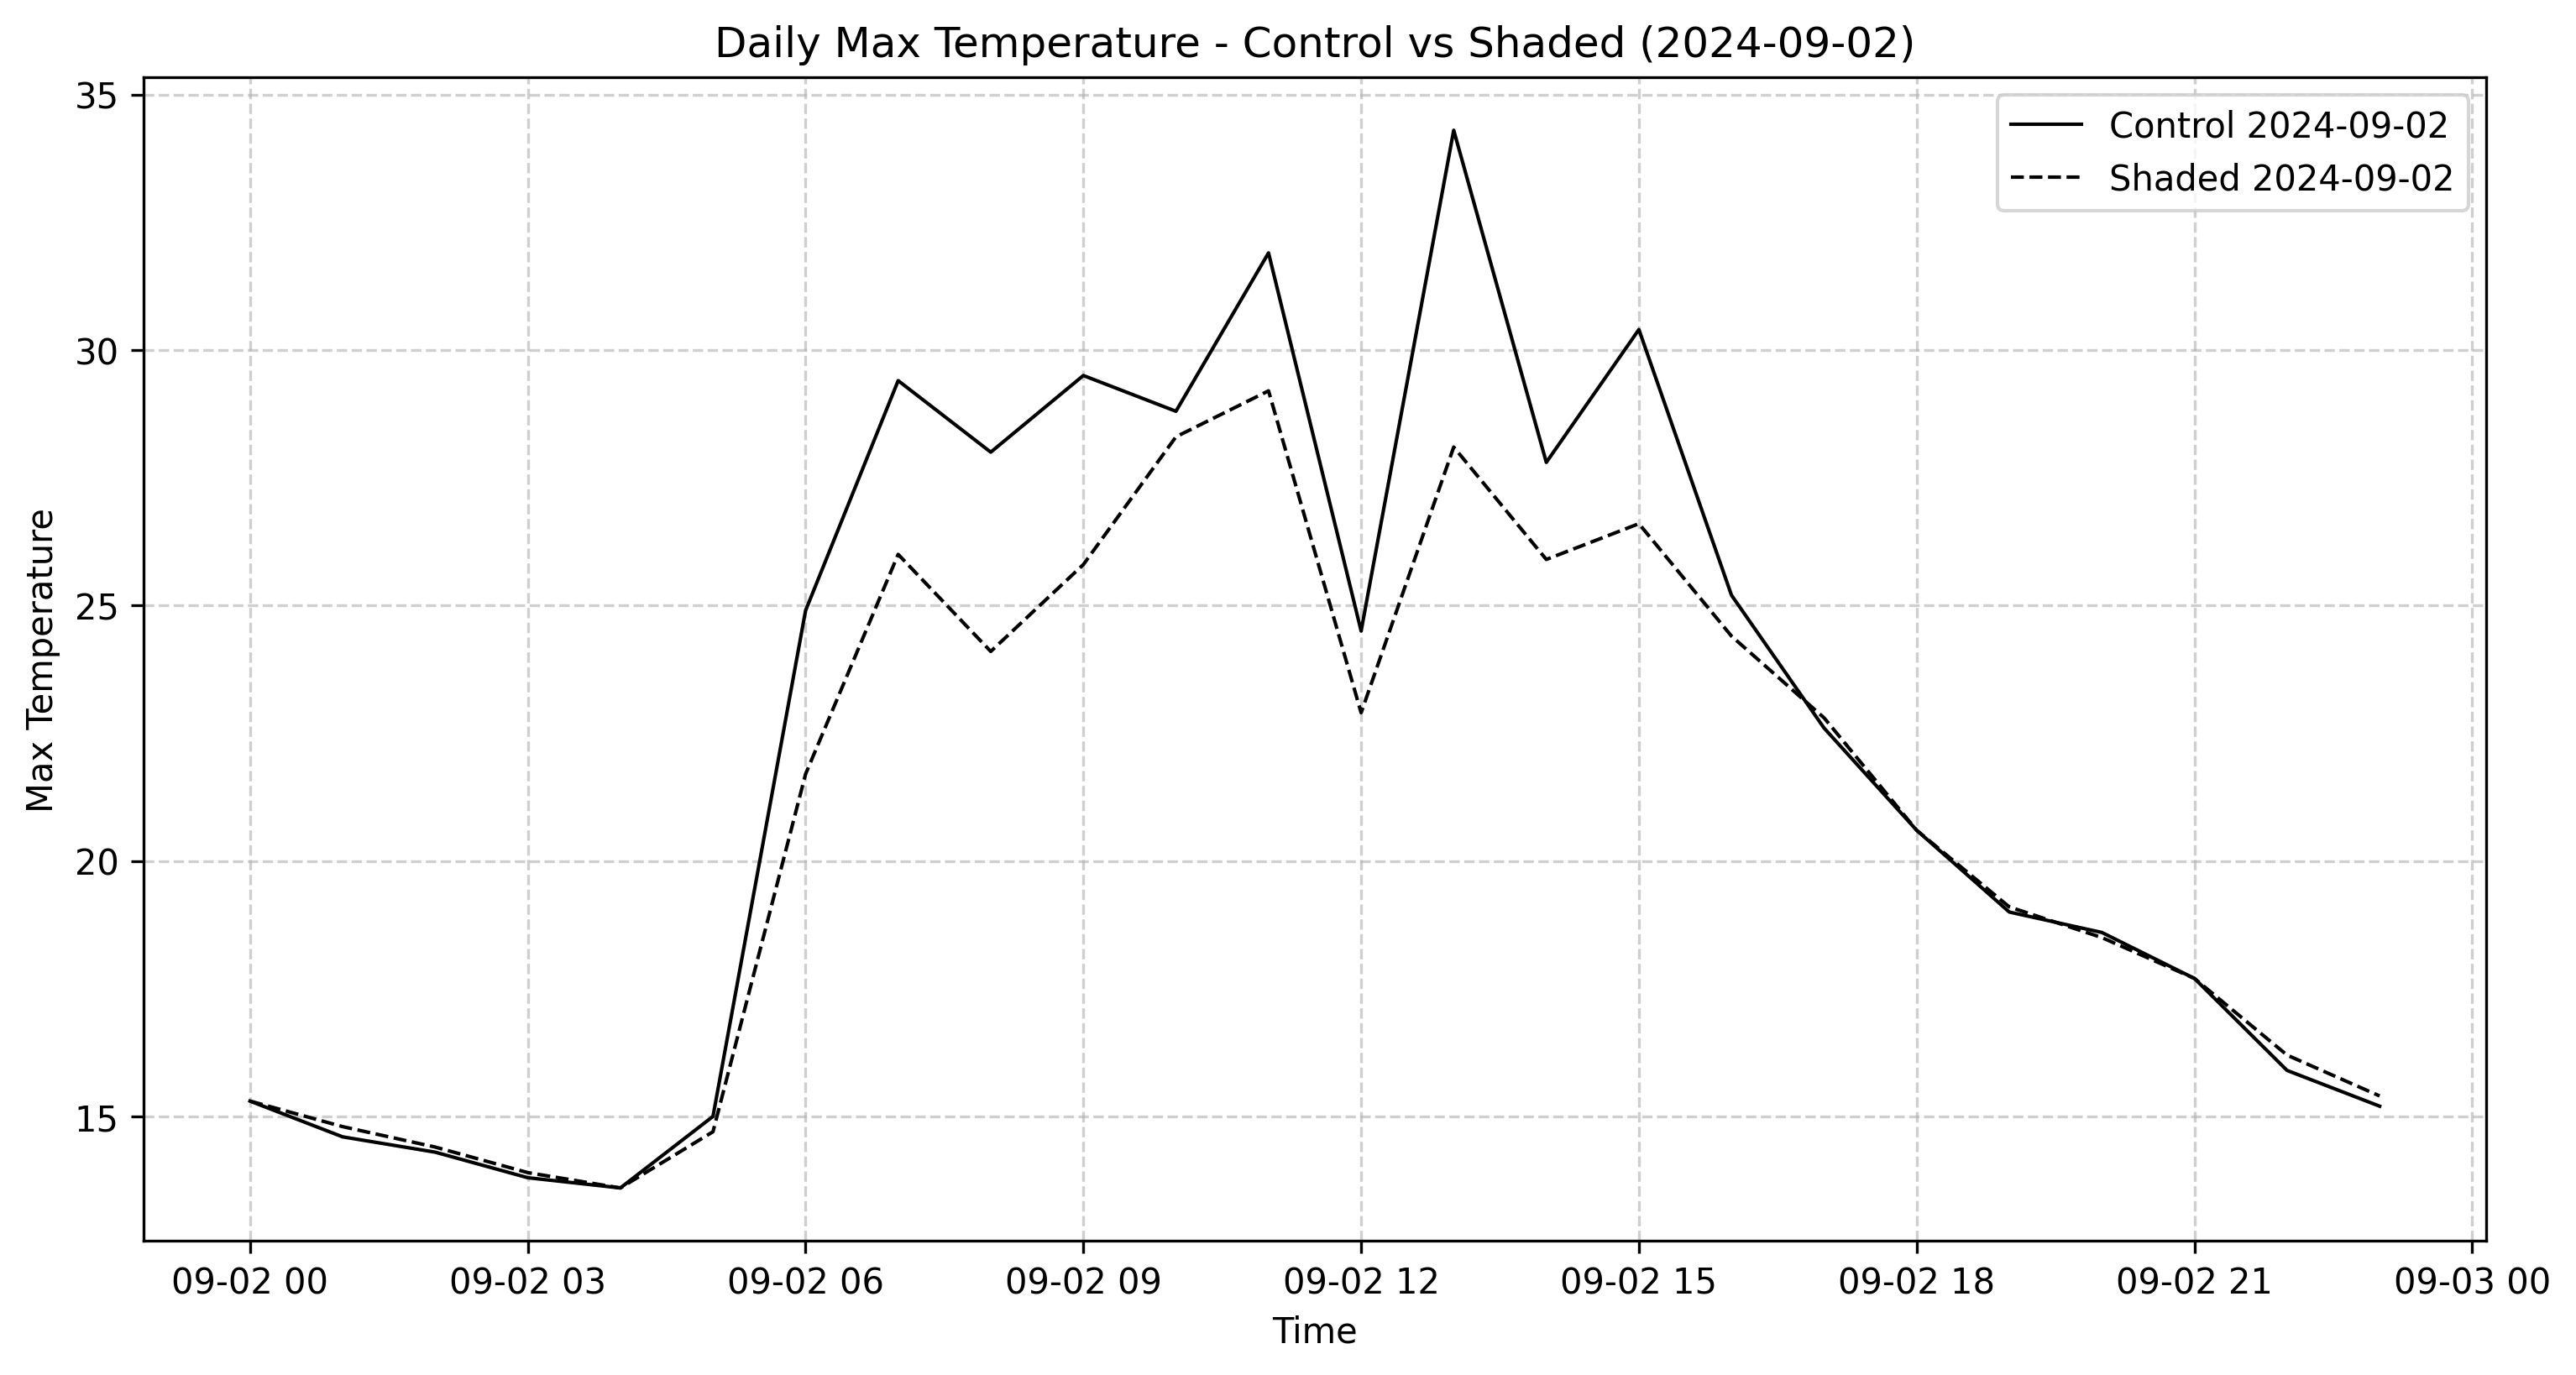 Daily Max Temperature - Control vs Shaded (2024-09-02)
Control 2024-09-02
Shaded 2024-09-02
Max Temperature
35
30
25
20
15
09-02 00
09-02 03
09-02 06
09-02 09
09-02 12
09-02 15
09-02 18
09-02 21
09-03 00
Time